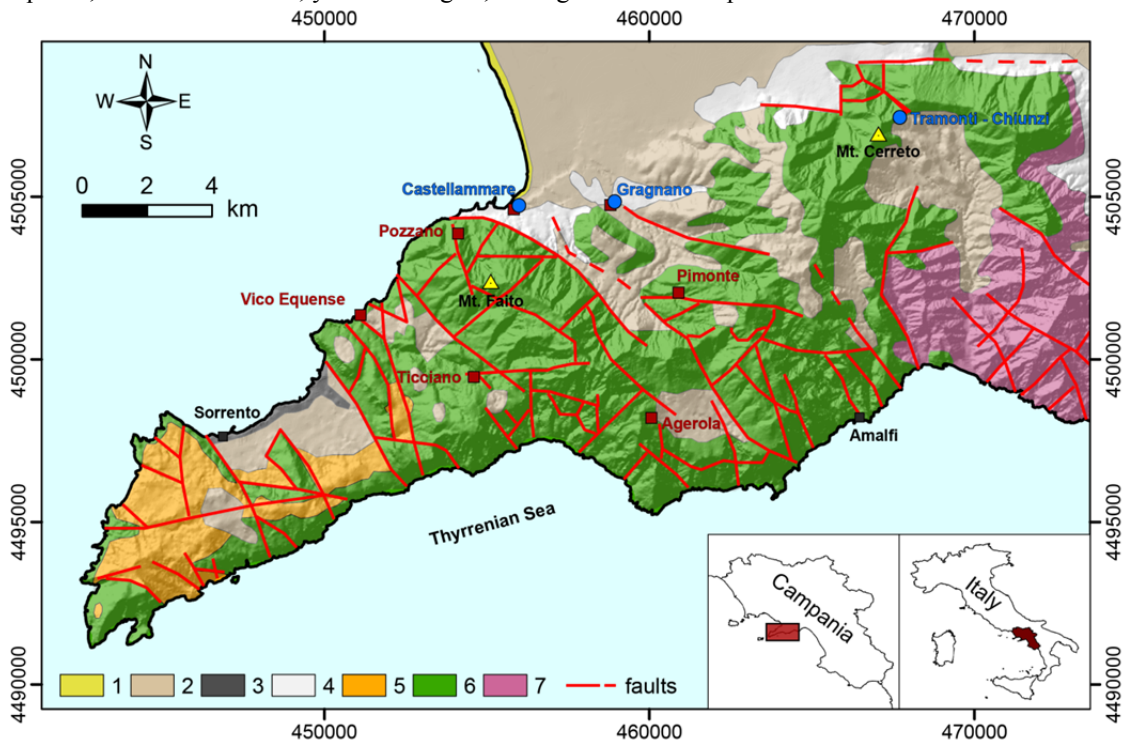 450000
460000
470000
N
W
E
S
4505000
4505000
0
2
4
km
Tramonti - Chiunzi
Mt. Cerreto
Castellammare
Gragnano
Pozzano
Pimonte
Mt. Faito
Vico Equense
4500000
4500000
Ticciano
Sorrento
Agerola
Amalfi
4495000
4495000
Thyrrenian Sea
Campania
Italy
4490000
4490000
1
2
3
4
5
6
7
faults
450000
460000
470000